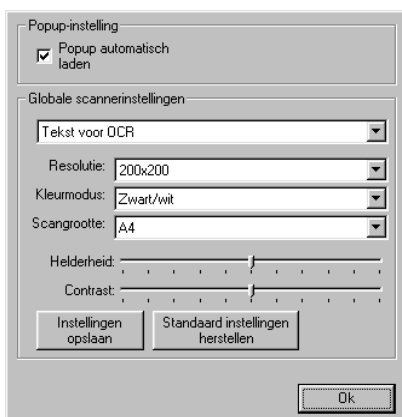 Popup-instelling
Popup automatisch
laden
Globale scannerinstellingen
Tekst voor OCR
Resolutie: 200x200
Kleurmodus: Zwart/wit
Scangrootte: A4
Helderheid:
Contrast:
Instellingen
opslaan
Standaard instellingen
herstellen
Ok